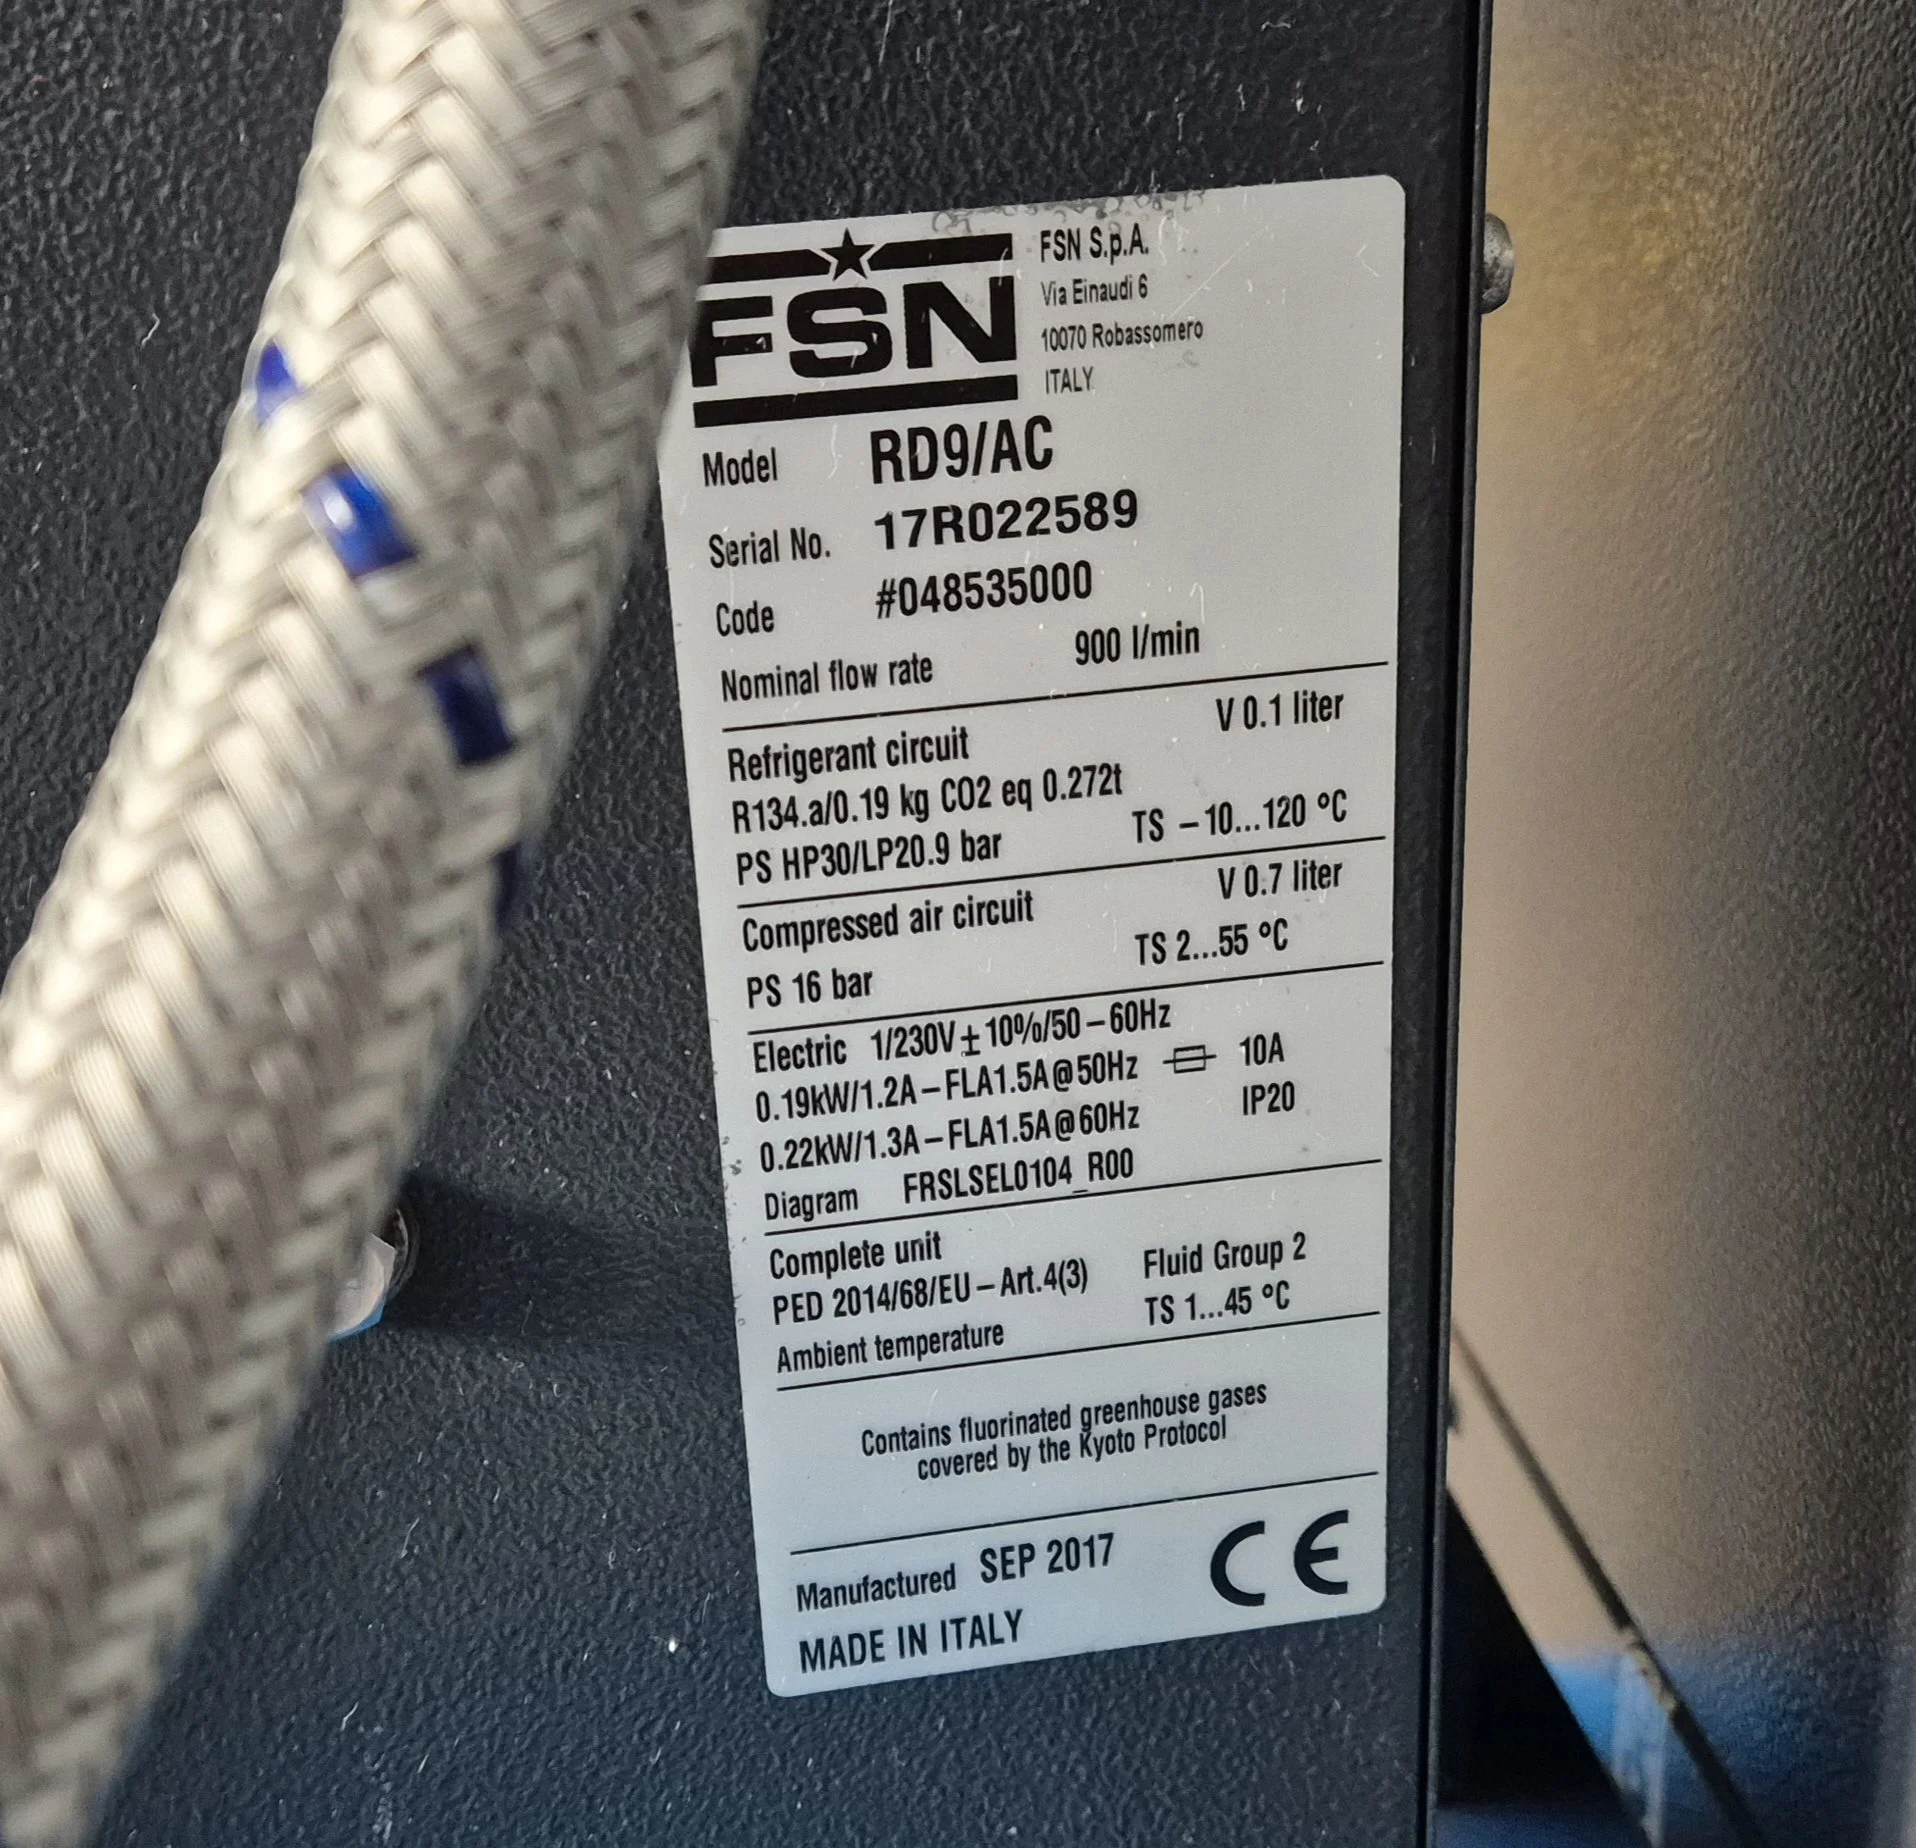 FSN
FSN S.p.A.
Via Einaudi 6
10070 Robassomero
ITALY
Model RD9/AC
Serial No. 17R022589
Code #048535000
Nominal flow rate 900 l/min
Refrigerant circuit V 0.1 liter
R134.a/0.19 kg CO2 eq 0.272t
PS HP30/LP20.9 bar TS –10...120 °C
Compressed air circuit V 0.7 liter
PS 16 bar TS 2...55 °C
Electric 1/230V±10%/50–60Hz
0.19kW/1.2A–FLA1.5A@50Hz 10A
0.22kW/1.3A–FLA1.5A@60Hz IP20
Diagram FRSLSEL0104_R00
Complete unit
PED 2014/68/EU–Art.4(3) Fluid Group 2
Ambient temperature TS 1...45 °C
Contains fluorinated greenhouse gases
covered by the Kyoto Protocol
Manufactured SEP 2017
MADE IN ITALY
CE